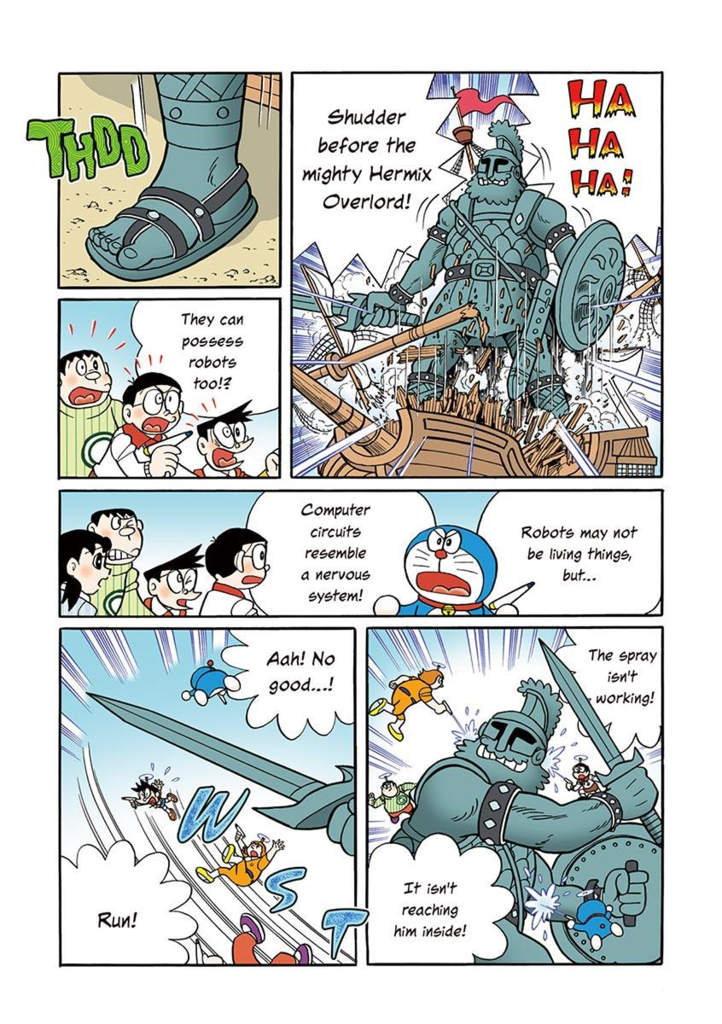 THDD
Shudder
before the
mighty Hermix
Overlord!
HA
HA
HA!
They can
possess
robots
too!?
Computer
circuits
resemble
a nervous
system!
Robots may not
be living things,
but...
Aah! No
good...!
WST
Run!
The spray
isn't
working!
It isn't
reaching
him inside!